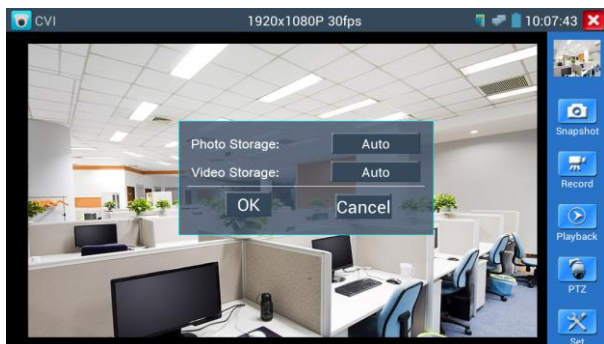 CVI 1920x1080P 30fps 10:07:43
Photo Storage: Auto
Video Storage: Auto
OK Cancel
Snapshot
Record
Playback
PTZ
Set